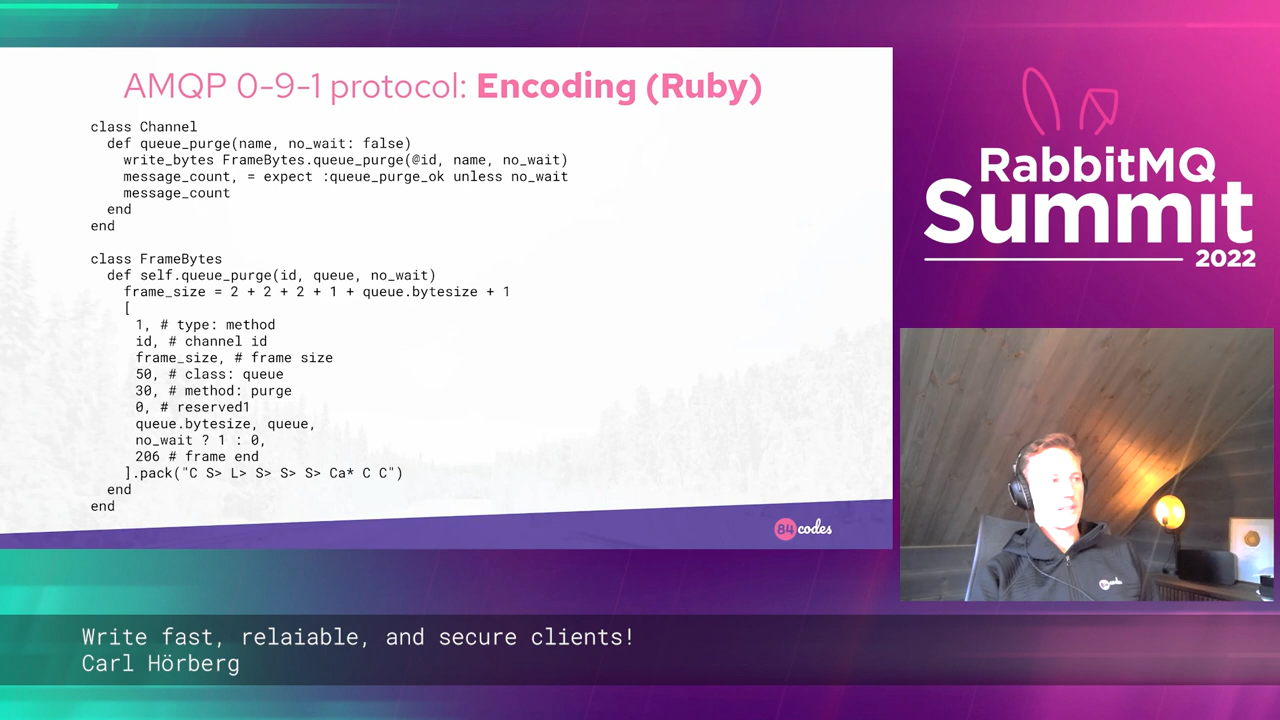 AMQP 0-9-1 protocol: Encoding (Ruby)
class Channel
  def queue_purge(name, no_wait: false)
    write_bytes FrameBytes.queue_purge(@id, name, no_wait)
    message_count, = expect :queue_purge_ok unless no_wait
    message_count
  end
end
class FrameBytes
  def self.queue_purge(id, queue, no_wait)
    frame_size = 2 + 2 + 2 + 1 + queue.bytesize + 1
    [
      1, # type: method
      id, # channel id
      frame_size, # frame size
      50, # class: queue
      30, # method: purge
      0, # reserved1
      queue.bytesize, queue,
      no_wait ? 1 : 0,
      206 # frame end
    ].pack("C S> L> S> S> S> Ca* C C")
  end
end
84codes
RabbitMQ
Summit
2022
Write fast, relaiable, and secure clients!
Carl Hörberg